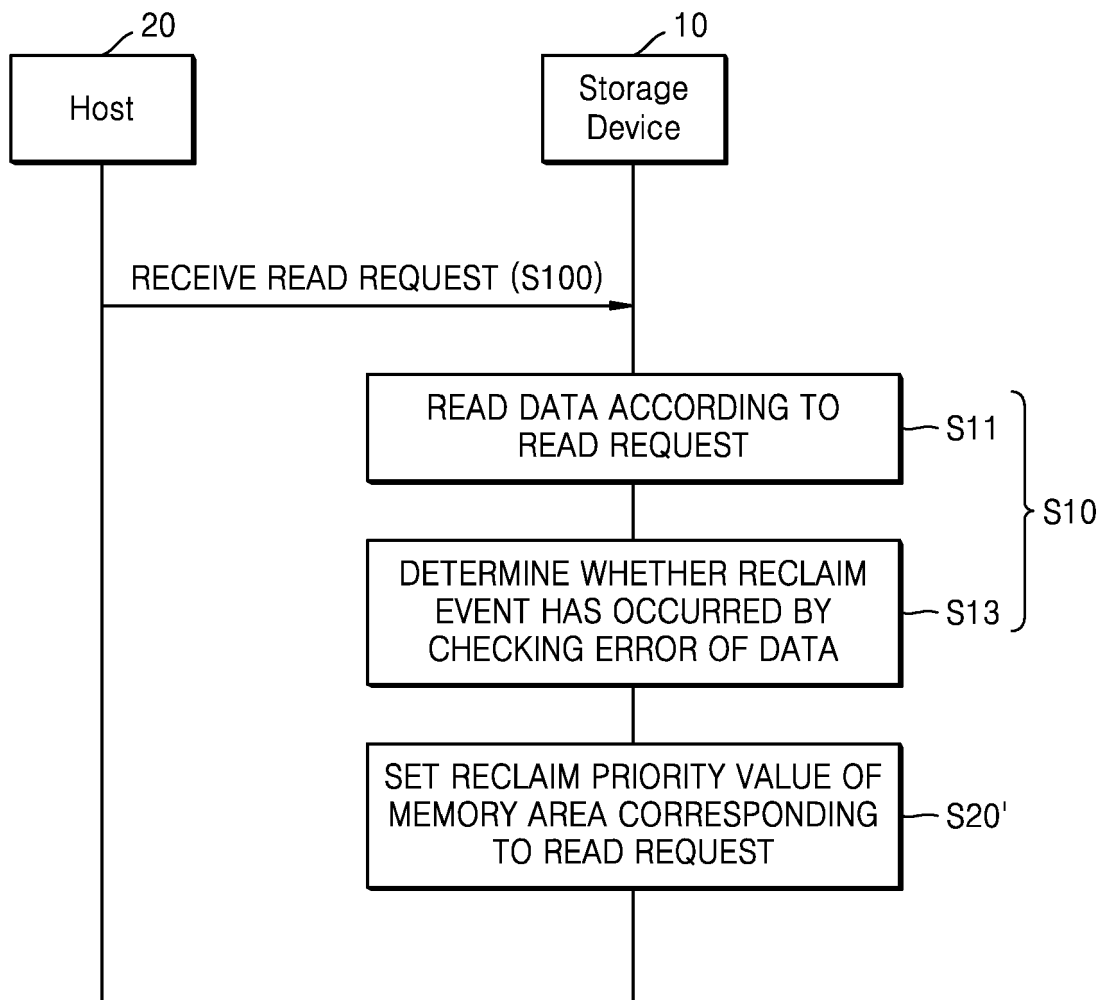 20
10
Host
Storage
Device
RECEIVE READ REQUEST (S100)
READ DATA ACCORDING TO
READ REQUEST
S11
S10
DETERMINE WHETHER RECLAIM
EVENT HAS OCCURRED BY
CHECKING ERROR OF DATA
S13
SET RECLAIM PRIORITY VALUE OF
MEMORY AREA CORRESPONDING
TO READ REQUEST
S20'